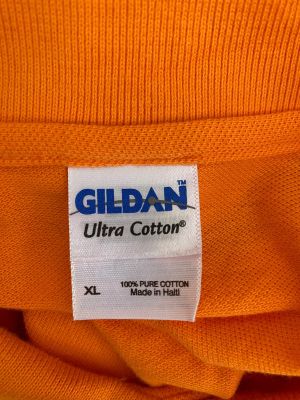 GILDAN™
Ultra Cotton®
XL
100% PURE COTTON
Made in Haiti